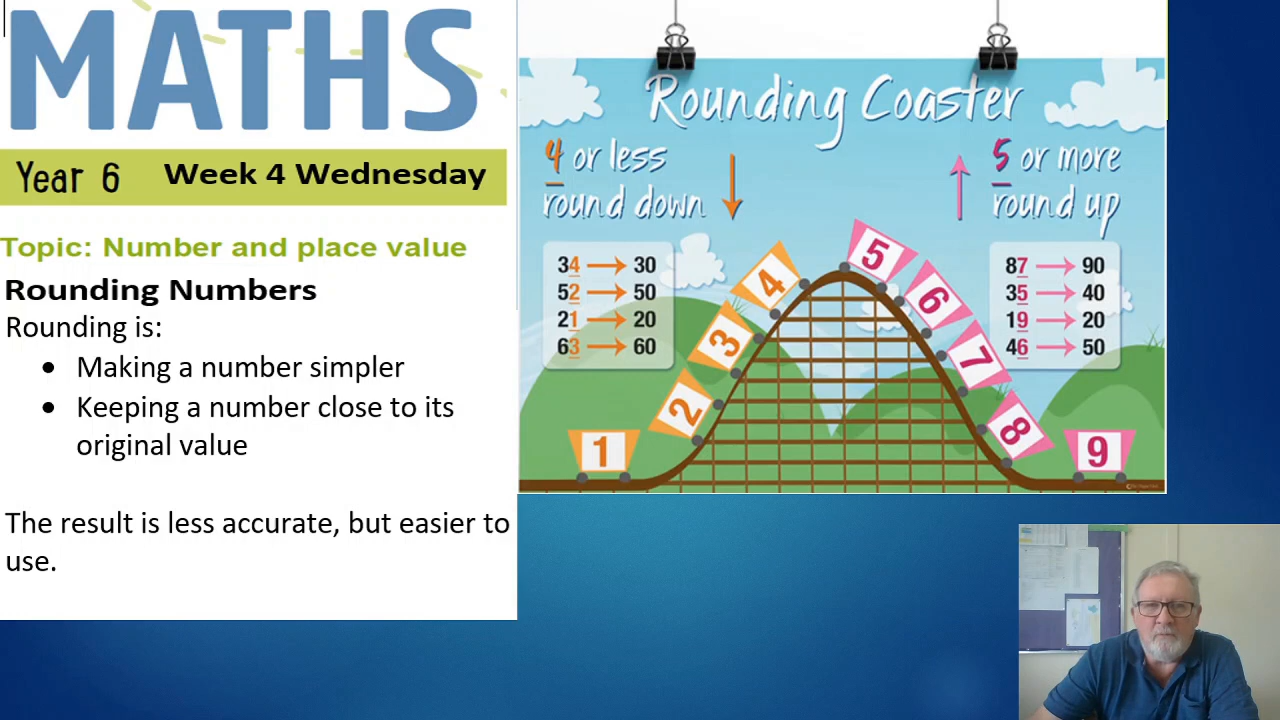 MATHS
Year 6 Week 4 Wednesday
Topic: Number and place value
Rounding Numbers
Rounding is:
• Making a number simpler
• Keeping a number close to its
original value
The result is less accurate, but easier to
use.
Rounding Coaster
4 or less
round down
5 or more
round up
34 → 30
52 → 50
21 → 20
63 → 60
87 → 90
35 → 40
19 → 20
46 → 50
1
2
3
4
5
6
7
8
9